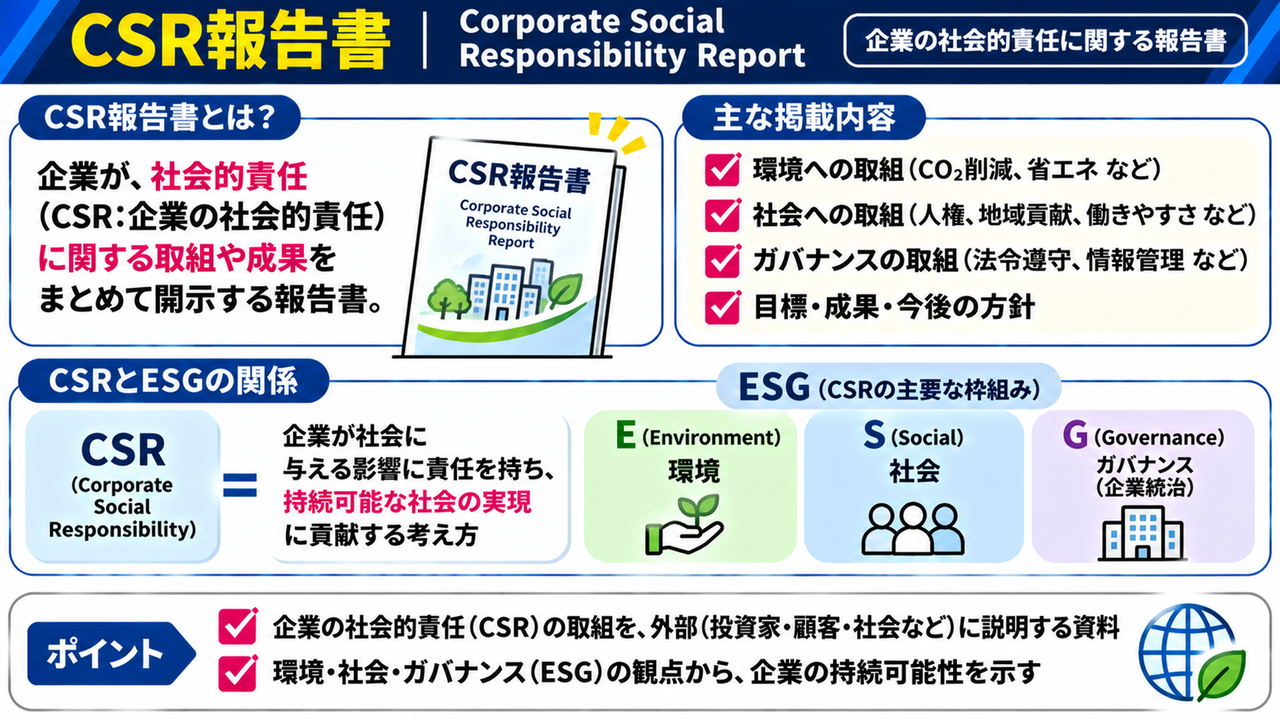 CSR報告書
Corporate Social
Responsibility Report
企業の社会的責任に関する報告書
CSR報告書とは?
企業が、社会的責任
(CSR:企業の社会的責任)
に関する取組や成果を
まとめて開示する報告書。
CSR報告書
Corporate Social
Responsibility
Report
主な掲載内容
環境への取組(CO₂削減、省エネ など)
社会への取組(人権、地域貢献、働きやすさ など)
ガバナンスの取組(法令遵守、情報管理 など)
目標・成果・今後の方針
CSRとESGの関係
CSR
(Corporate
Social
Responsibility)
=
企業が社会に
与える影響に責任を持ち、
持続可能な社会の実現
に貢献する考え方
ESG(CSRの主要な枠組み)
E(Environment)
環境
S(Social)
社会
G(Governance)
ガバナンス
(企業統治)
ポイント
企業の社会的責任(CSR)の取組を、外部(投資家・顧客・社会など)に説明する資料
環境・社会・ガバナンス(ESG)の観点から、企業の持続可能性を示す